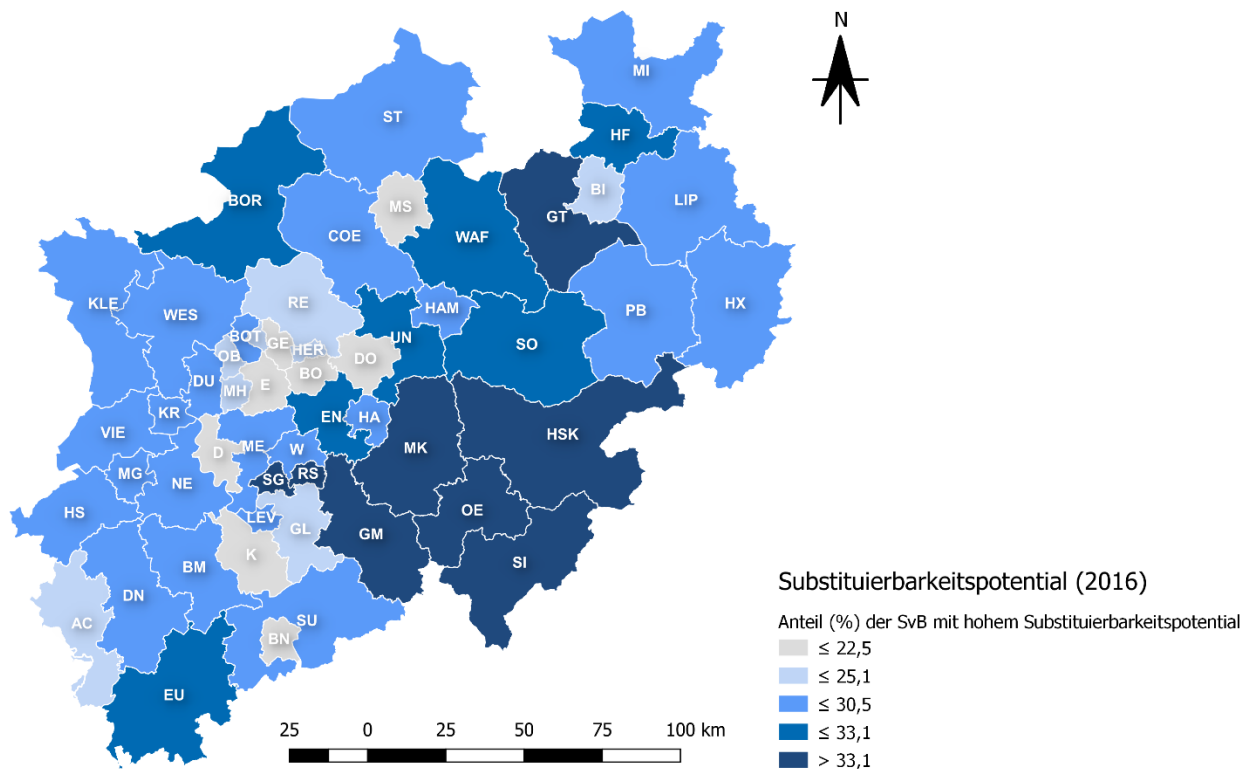 N
MI
ST
HF
BOR
BI
LIP
MS
GT
COE
WAF
RE
KLE
WES
HAM
PB
HX
BOT
GE
HER
UN
SO
OB
DO
DU
MH
E
BO
KR
EN
HA
VIE
HSK
D
ME
W
MK
MG
NE
SG
RS
HS
LEV
GL
OE
GM
K
SI
BM
DN
AC
SU
BN
EU
Substituierbarkeitspotential (2016)
Anteil (%) der SvB mit hohem Substituierbarkeitspotential
≤ 22,5
≤ 25,1
≤ 30,5
≤ 33,1
> 33,1
25 0 25 50 75 100 km